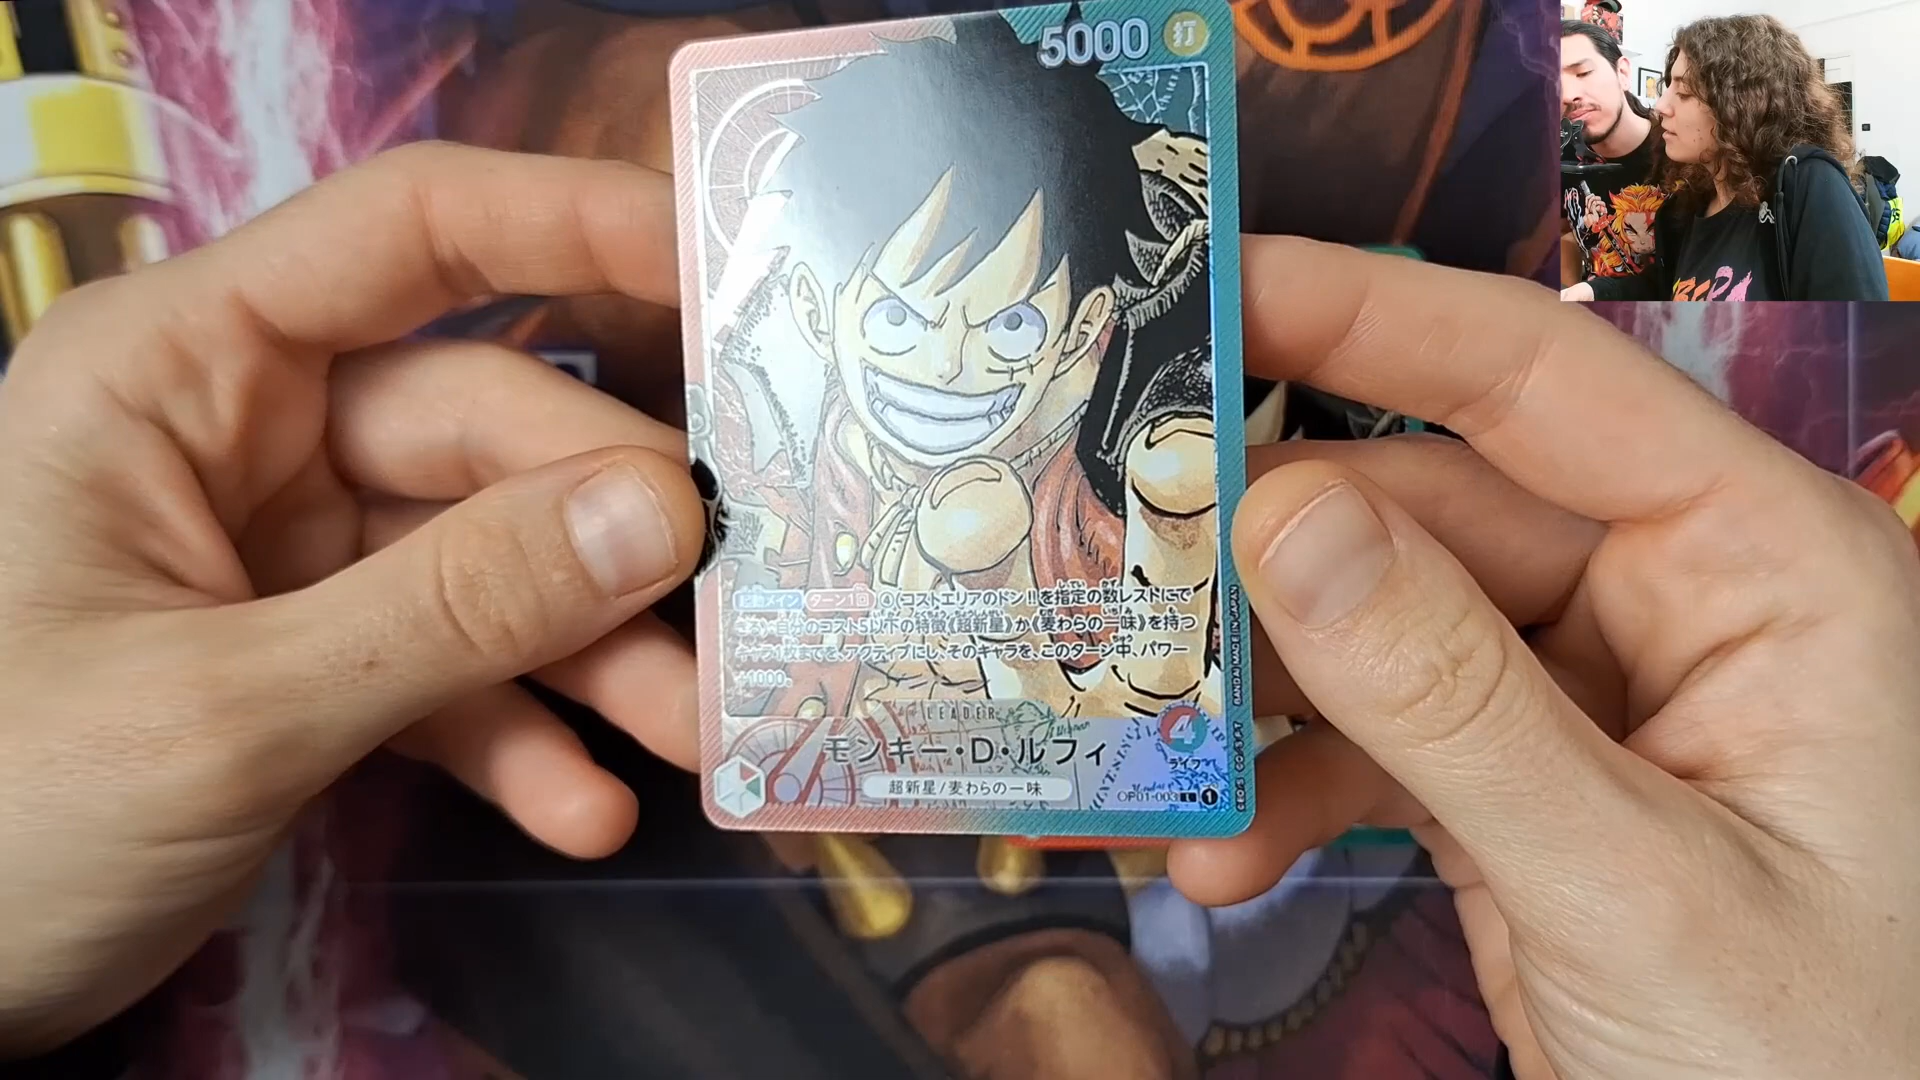 5000 打
起動メイン ターン1回 ④(コストエリアのドン!!を指定の数レストにで
きる):自分のコスト5以下の特徴《超新星》か《麦わらの一味》を持つ
キャラ1枚までを、アクティブにし、そのキャラを、このターン中、パワー
+1000。
LEADER
モンキー・D・ルフィ
4
ライフ
超新星/麦わらの一味
OP01-003 L 1
BANDAI MADE IN JAPAN